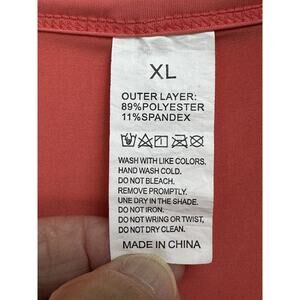 XL
OUTER LAYER:
89%POLYESTER
11%SPANDEX
WASH WITH LIKE COLORS.
HAND WASH COLD.
DO NOT BLEACH.
REMOVE PROMPTLY.
UNE DRY IN THE SHADE.
DO NOT IRON.
DO NOT WRING OR TWIST,
DO NOT DRY CLEAN.
MADE IN CHINA